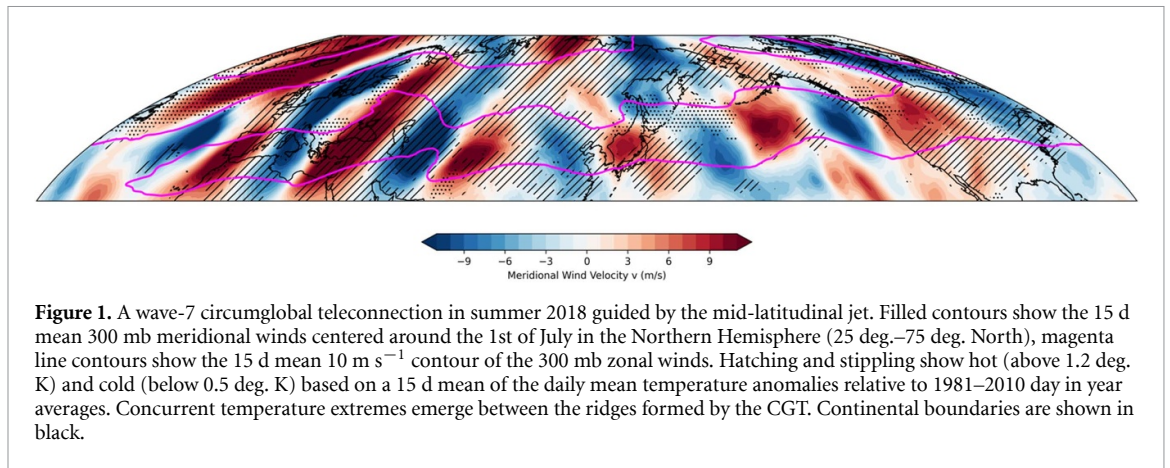 −9 −6 −3 0 3 6 9
Meridional Wind Velocity v (m/s)
Figure 1. A wave-7 circumglobal teleconnection in summer 2018 guided by the mid-latitudinal jet. Filled contours show the 15 d
mean 300 mb meridional winds centered around the 1st of July in the Northern Hemisphere (25 deg.–75 deg. North), magenta
line contours show the 15 d mean 10 m s⁻¹ contour of the 300 mb zonal winds. Hatching and stippling show hot (above 1.2 deg.
K) and cold (below 0.5 deg. K) based on a 15 d mean of the daily mean temperature anomalies relative to 1981–2010 day in year
averages. Concurrent temperature extremes emerge between the ridges formed by the CGT. Continental boundaries are shown in
black.